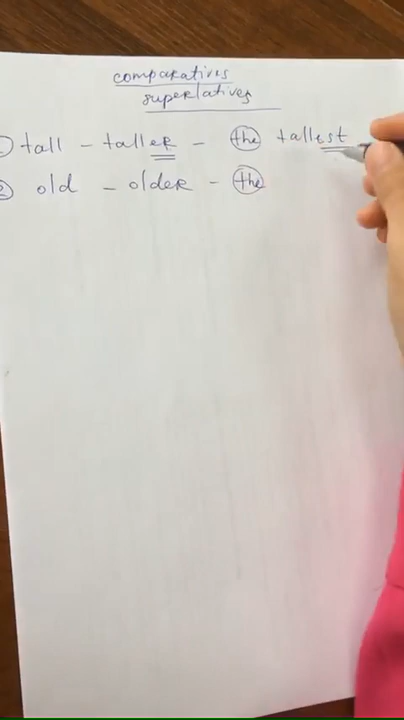 comparatives
superlatives
1 tall - taller - the tallest
2 old - older - the